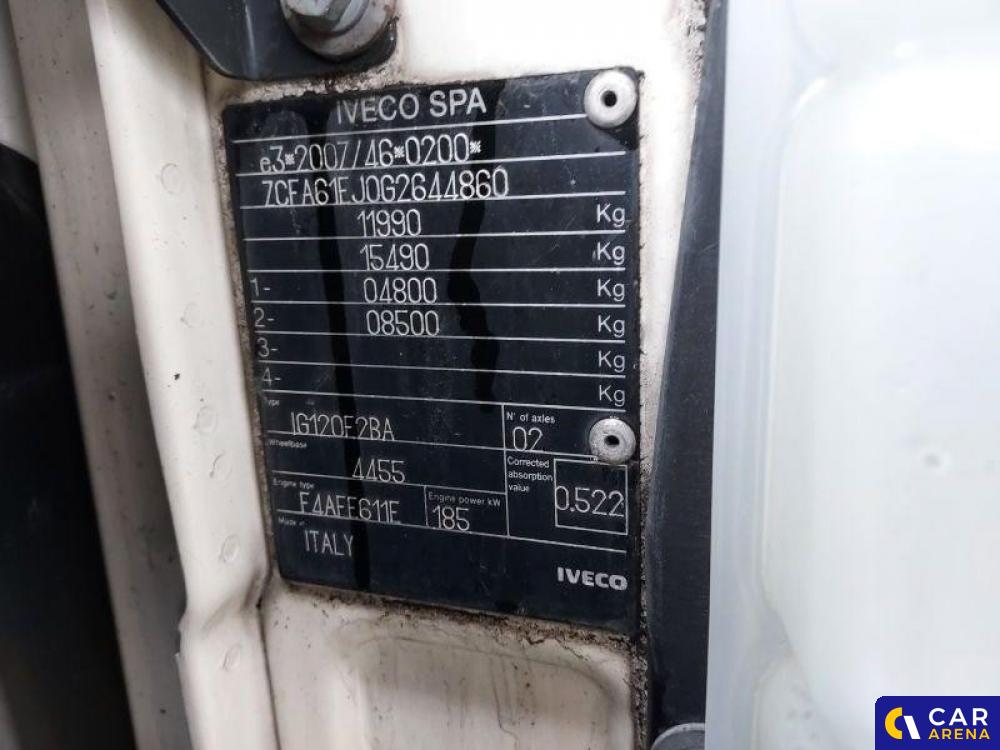 IVECO SPA
e3*2007/46*0200*
ZCFA61EJ0G2644860
11990 Kg
15490 Kg
1- 04800 Kg
2- 08500 Kg
3- Kg
4- Kg
Type IG120E2BA N° of axles 02
Wheelbase 4455 Corrected absorption value 0.522
Engine type F4AFE611E Engine power kW 185
Made in ITALY
IVECO
CAR
ARENA